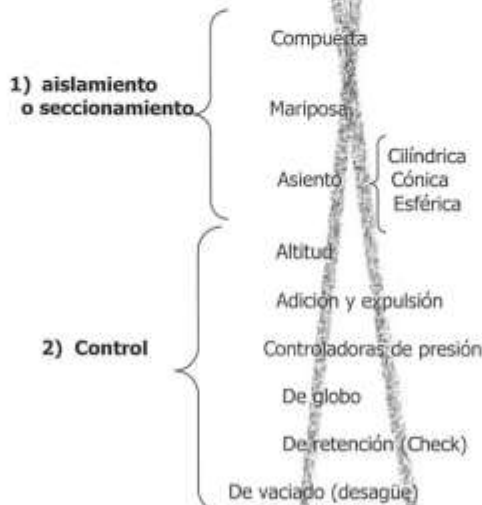 Compuerta
1) aislamiento
o seccionamiento
Mariposa
Asiento
Cilíndrica
Cónica
Esférica
Altitud
Adición y expulsión
2) Control
Controladoras de presión
De globo
De retención (Check)
De vaciado (desagüe)